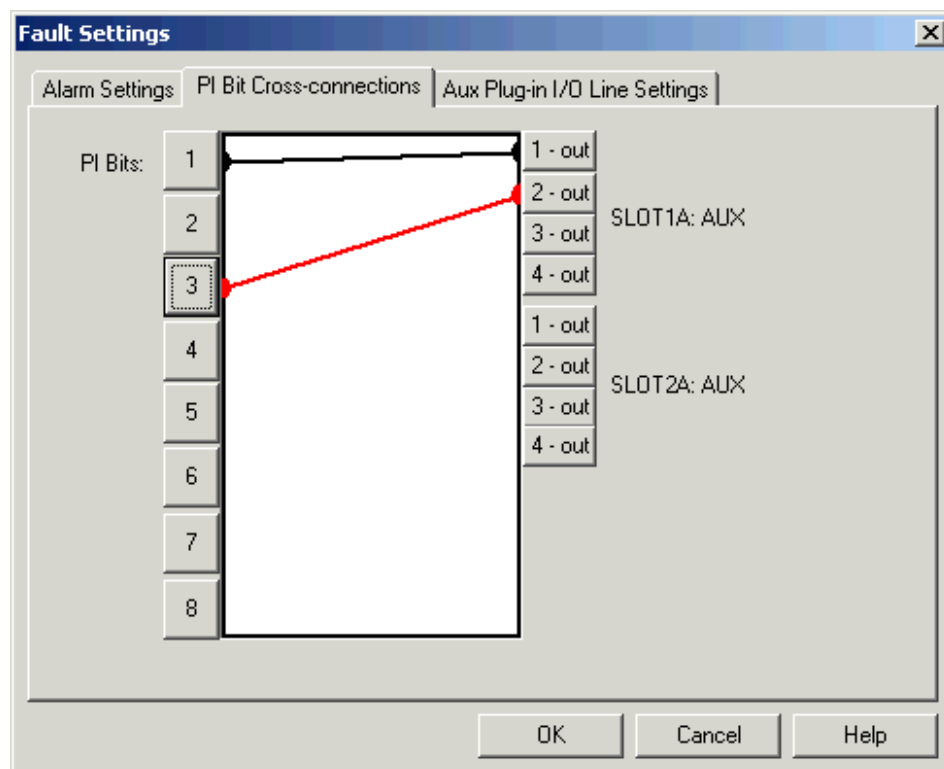 Fault Settings
Alarm Settings
PI Bit Cross-connections
Aux Plug-in I/O Line Settings
PI Bits:
1
2
3
4
5
6
7
8
1 - out
2 - out
3 - out
4 - out
SLOT1A: AUX
1 - out
2 - out
3 - out
4 - out
SLOT2A: AUX
OK
Cancel
Help